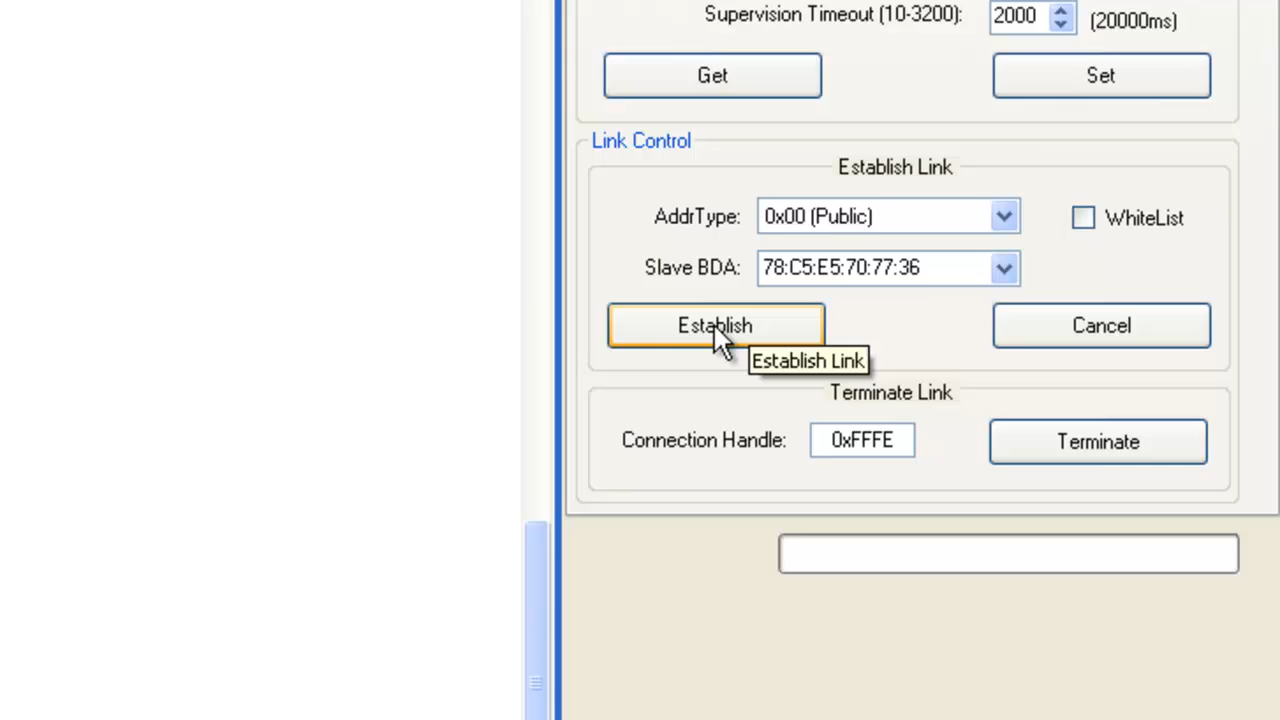 Supervision Timeout (10-3200): 2000 (20000ms)
Get Set
Link Control
Establish Link
AddrType: 0x00 (Public) WhiteList
Slave BDA: 78:C5:E5:70:77:36
Establish Cancel
Establish Link
Terminate Link
Connection Handle: 0xFFFE Terminate